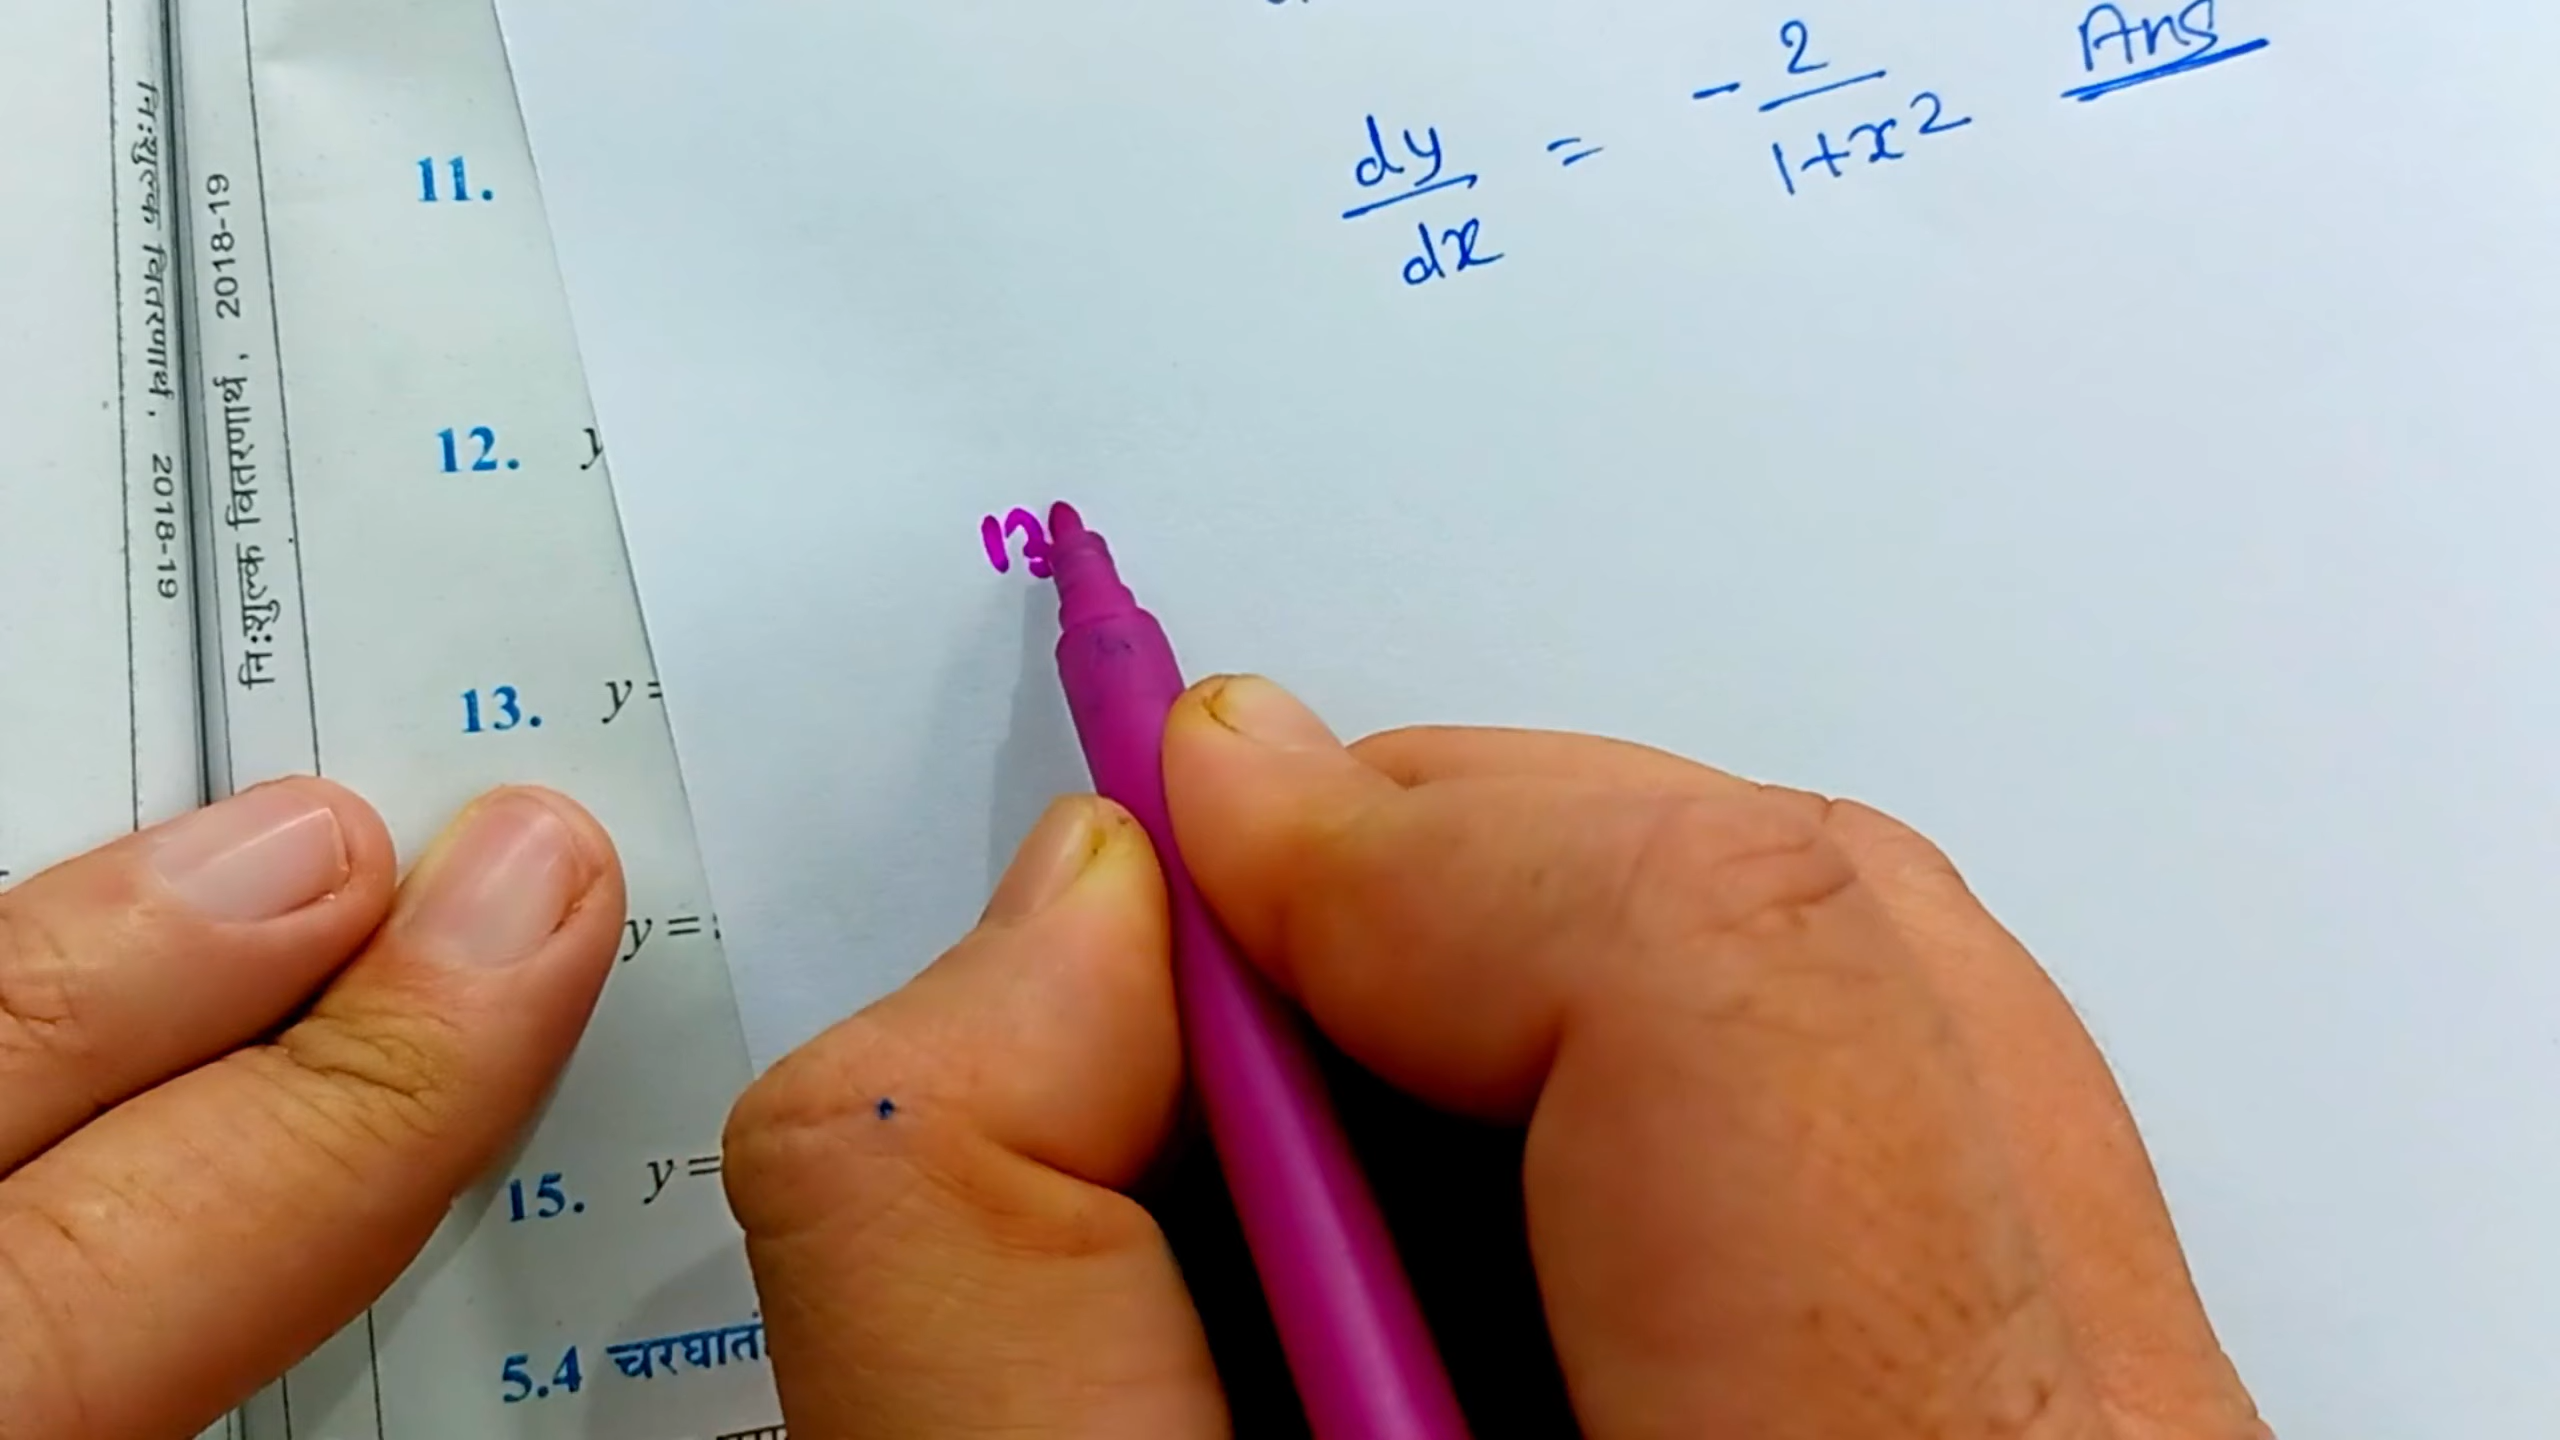 निःशुल्क वितरणार्थ, 2018-19
निःशुल्क वितरणार्थ, 2018-19
11.
12. y
13. y =
y =
15. y =
5.4 चरघातां
dy/dx = - 2/1+x² Ans
13